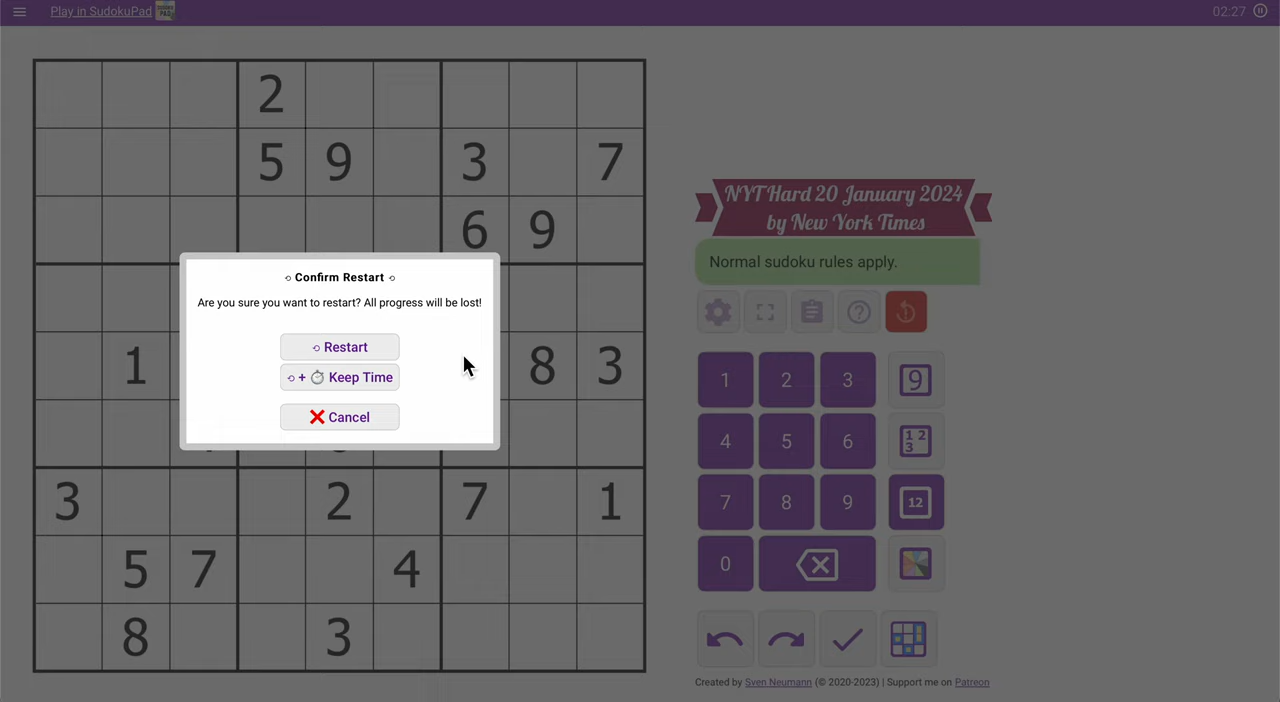 Play in SudokuPad
02:27
2
5 9 3 7
6 9
1 8 3
3 2 7 1
5 7 4
8 3
Confirm Restart
Are you sure you want to restart? All progress will be lost!
Restart
+ Keep Time
Cancel
NYT Hard 20 January 2024
by New York Times
Normal sudoku rules apply.
1 2 3 9
4 5 6 1 2 3
7 8 9 12
0
Created by Sven Neumann (© 2020-2023) | Support me on Patreon